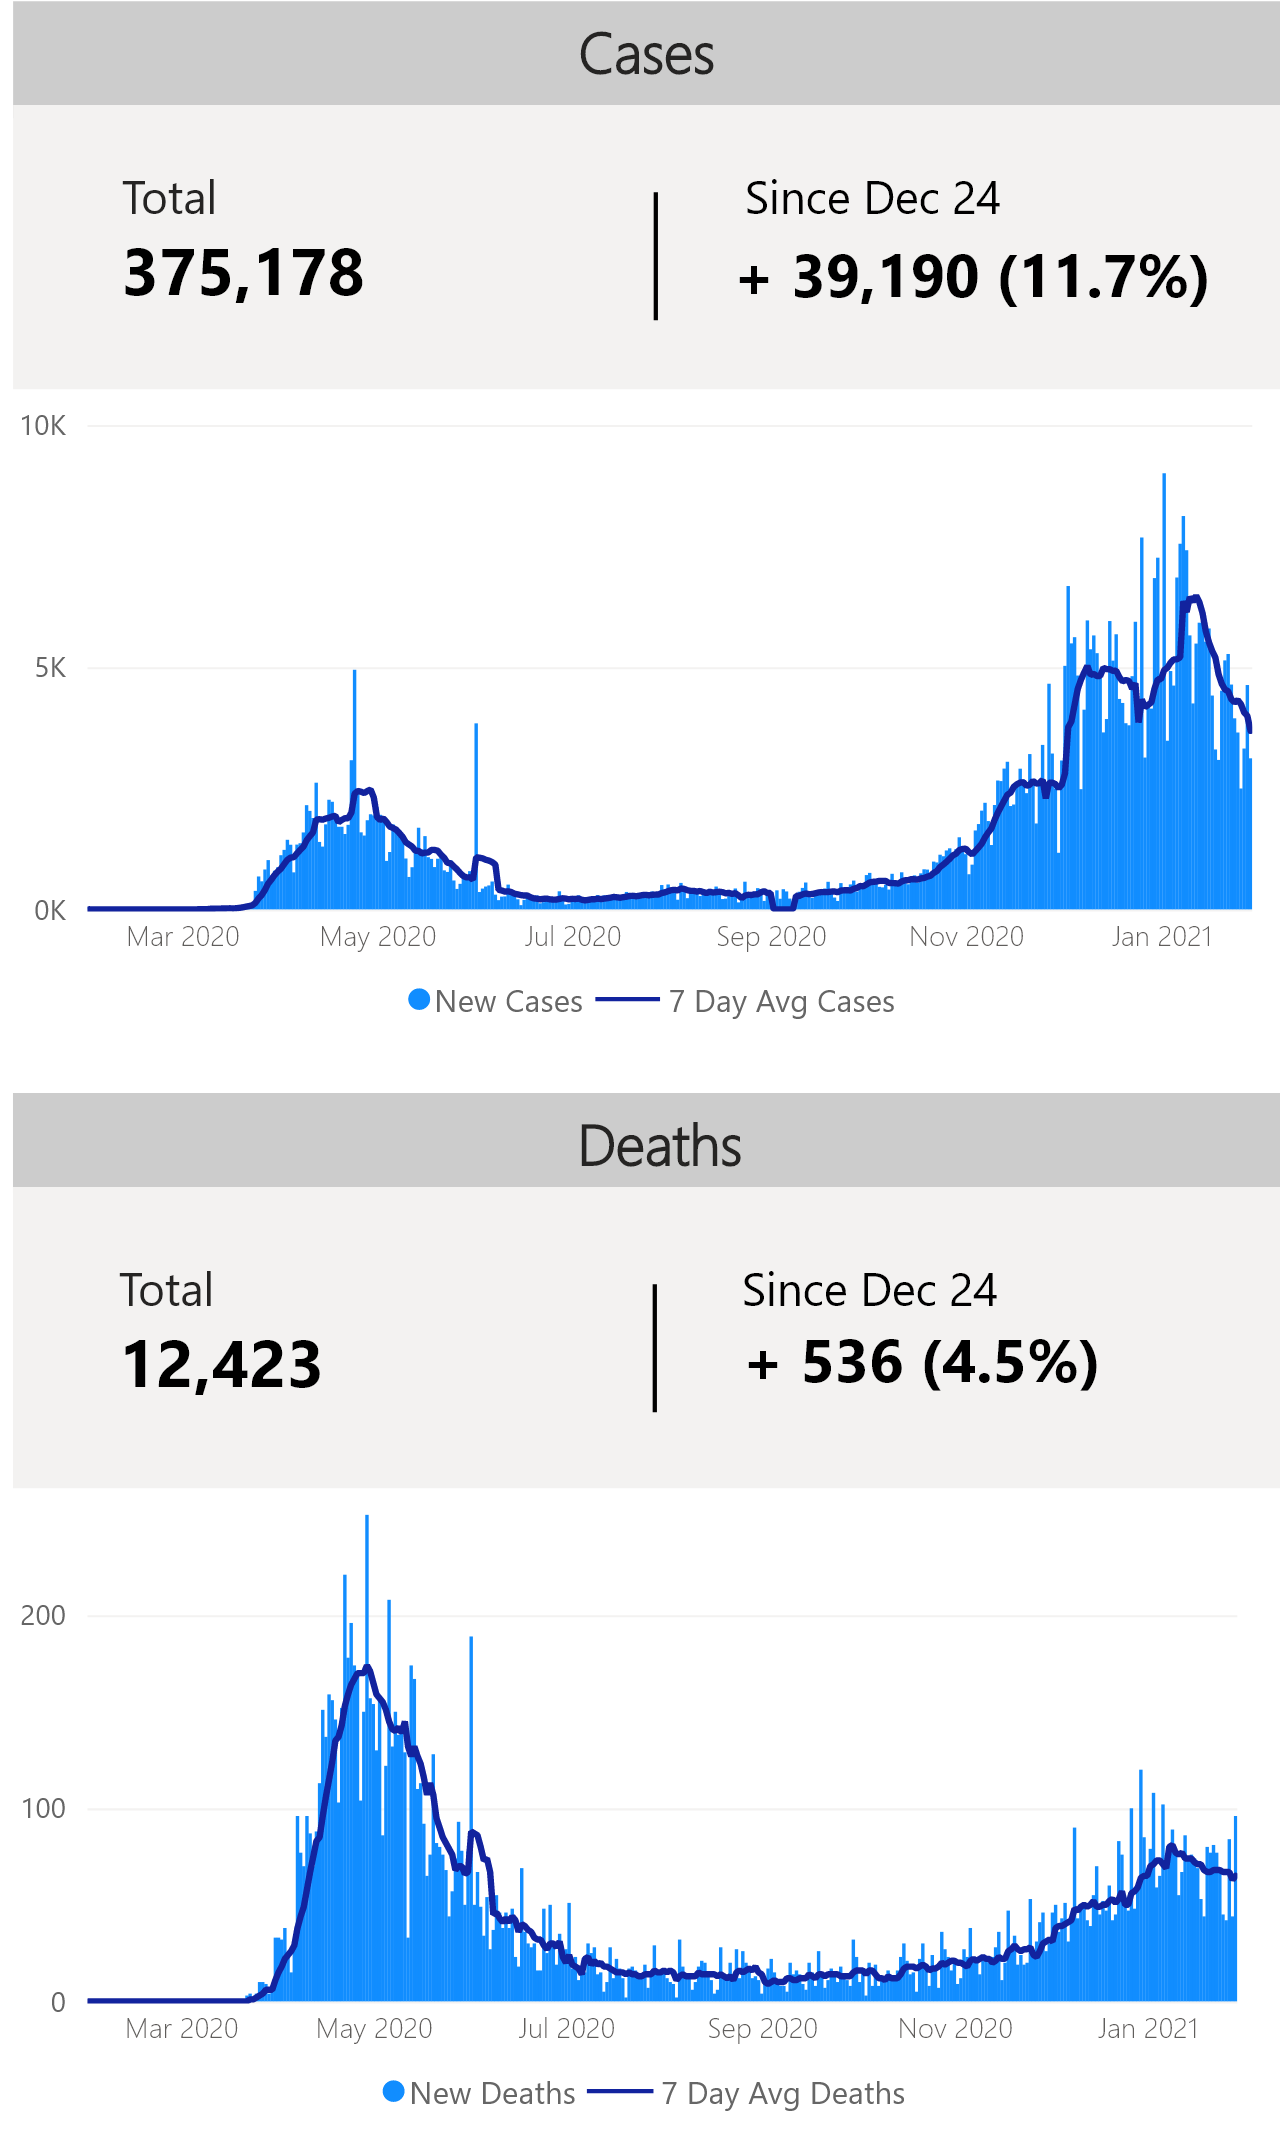 Cases
Total
375,178
Since Dec 24
+ 39,190 (11.7%)
10K
5K
0K
Mar 2020 May 2020 Jul 2020 Sep 2020 Nov 2020 Jan 2021
New Cases 7 Day Avg Cases
Deaths
Total
12,423
Since Dec 24
+ 536 (4.5%)
200
100
0
Mar 2020 May 2020 Jul 2020 Sep 2020 Nov 2020 Jan 2021
New Deaths 7 Day Avg Deaths